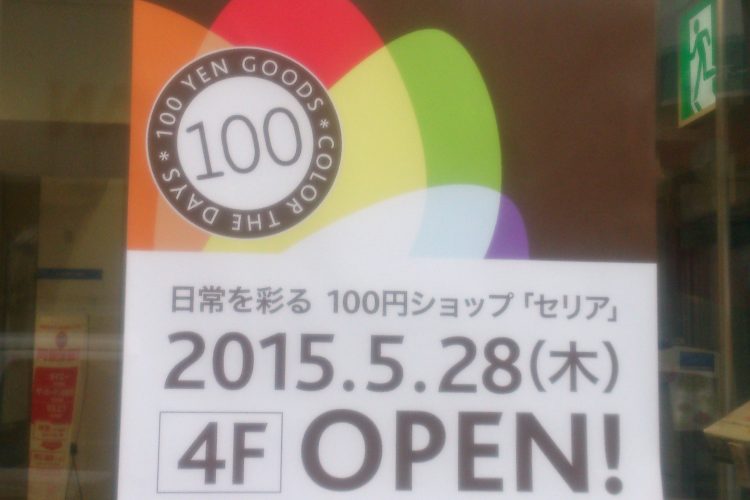 * 100 YEN GOODS * COLOR THE DAYS
100
日常を彩る 100円ショップ「セリア」
2015.5.28(木)
4F OPEN!